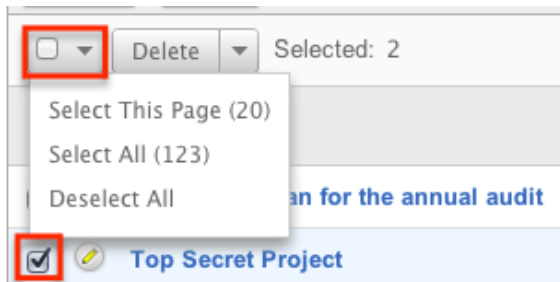 Delete Selected: 2
Select This Page (20)
Select All (123)
Deselect All
for the annual audit
Top Secret Project